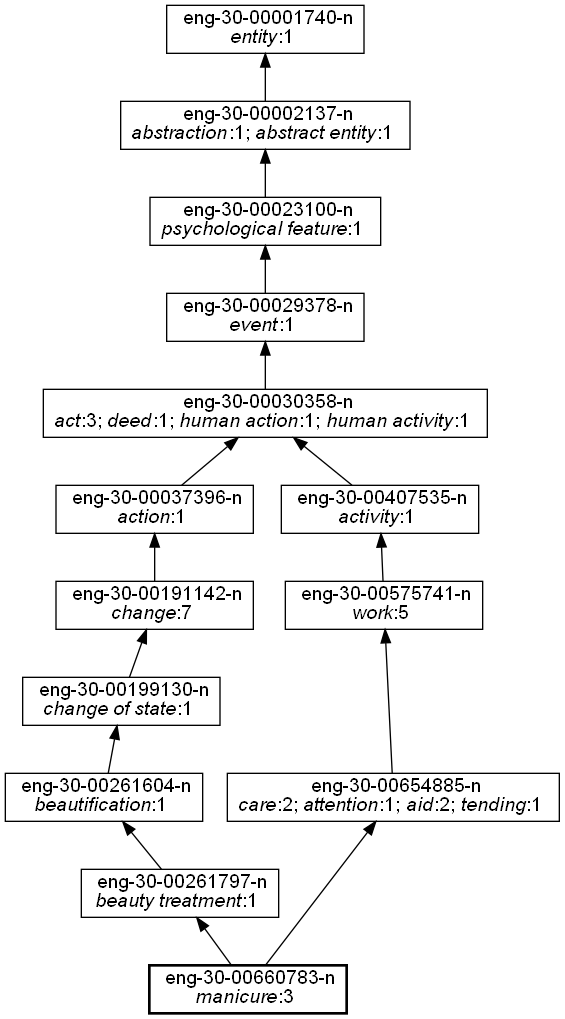 eng-30-00001740-n
entity:1
eng-30-00002137-n
abstraction:1; abstract entity:1
eng-30-00023100-n
psychological feature:1
eng-30-00029378-n
event:1
eng-30-00030358-n
act:3; deed:1; human action:1; human activity:1
eng-30-00037396-n
action:1
eng-30-00407535-n
activity:1
eng-30-00191142-n
change:7
eng-30-00575741-n
work:5
eng-30-00199130-n
change of state:1
eng-30-00261604-n
beautification:1
eng-30-00654885-n
care:2; attention:1; aid:2; tending:1
eng-30-00261797-n
beauty treatment:1
eng-30-00660783-n
manicure:3